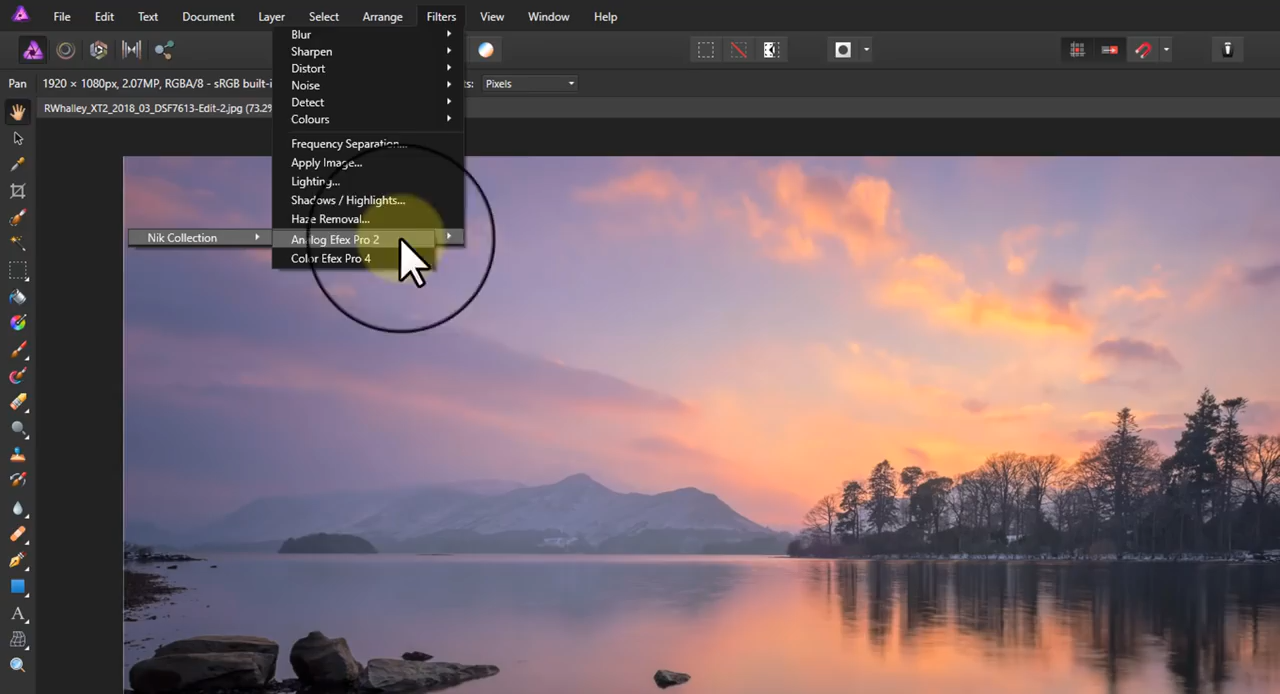 File Edit Text Document Layer Select Arrange Filters View Window Help
Pan 1920 × 1080px, 2.07MP, RGBA/8 - sRGB built-i
Pixels
RWhalley_XT2_2018_03_DSF7613-Edit-2.jpg (73.2%
Blur
Sharpen
Distort
Noise
Detect
Colours
Frequency Separation...
Apply Image...
Lighting...
Shadows / Highlights...
Haze Removal...
Nik Collection
Analog Efex Pro 2
Color Efex Pro 4